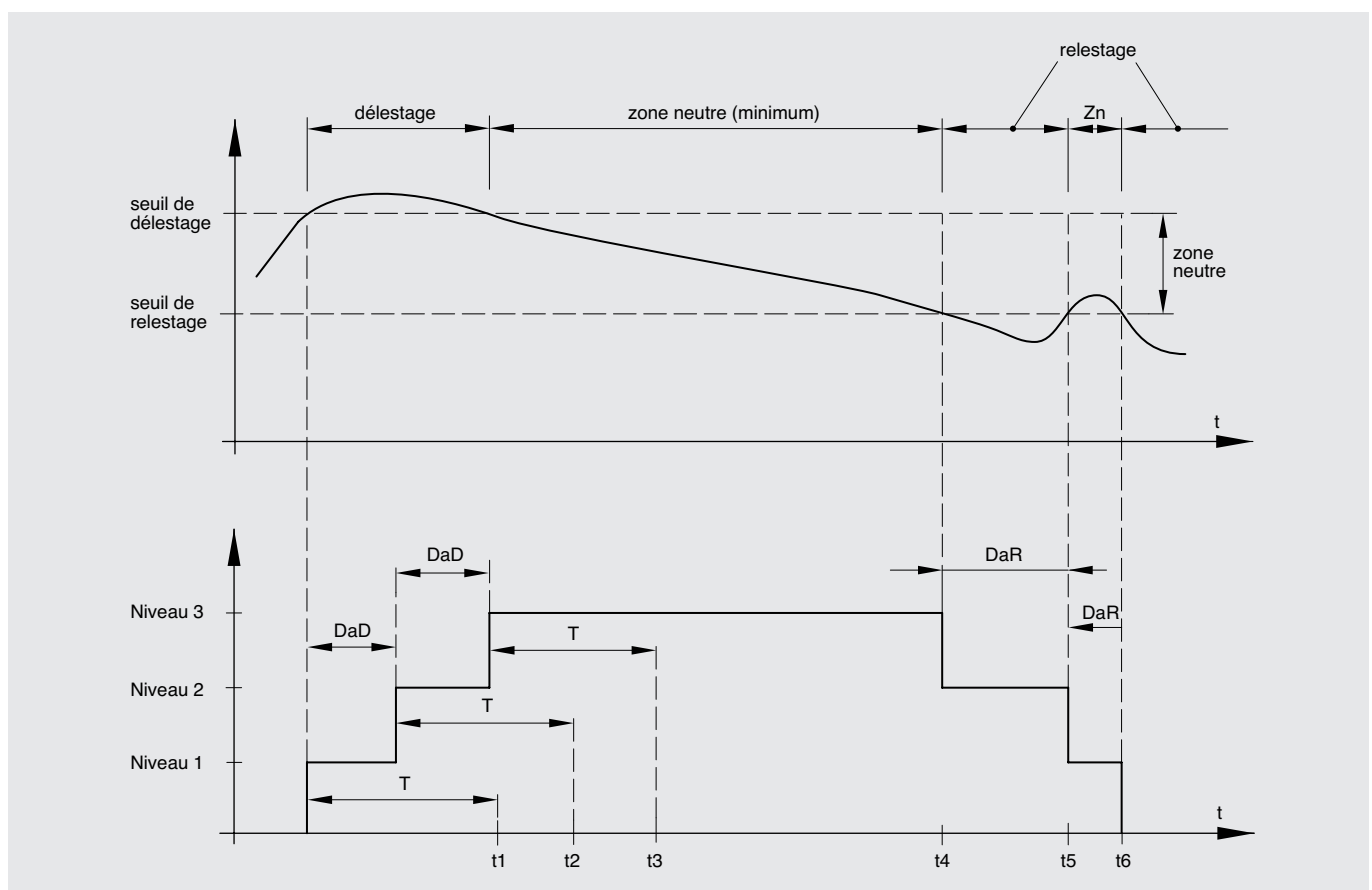 relestage
délestage
zone neutre (minimum)
Zn
seuil de
délestage
zone
neutre
seuil de
relestage
t
DaD
DaR
Niveau 3
DaD
T
DaR
Niveau 2
T
Niveau 1
T
t
t1
t2
t3
t4
t5
t6